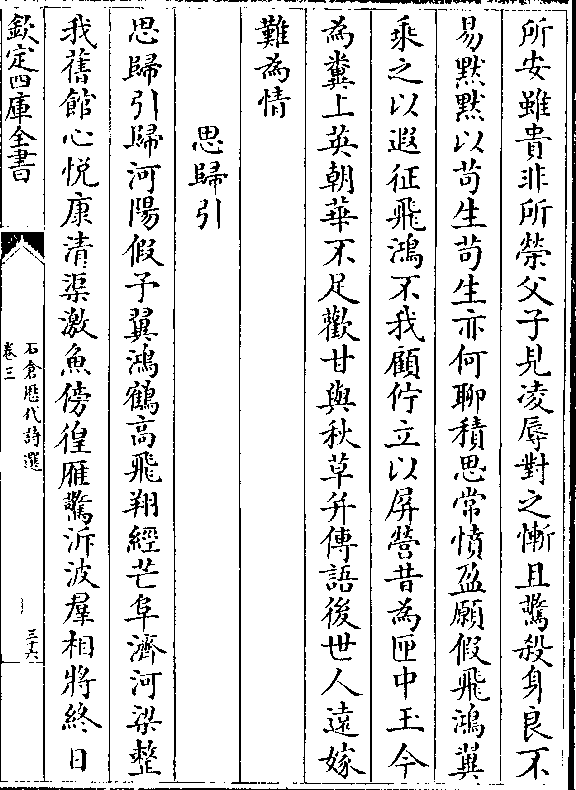 所安雖貴非所榮父子見凌辱對之慚且驚殺身良不
易黙黙以苟生苟生亦何聊積思常憤盈願假飛鴻翼
乘之以遐征飛鴻不我顧佇立以屏營昔為匣中玉今
為糞上英朝華不足歡甘與秋草并傳語後世人遠嫁
難為情
思歸引
思歸引歸河陽假予翼鴻鶴高飛翔經芒阜濟河梁整
我舊館心悅康清渠激魚傍徨雁驚泝波羣相將終日
欽定四庫全書
石倉歷代詩選
卷三
三六